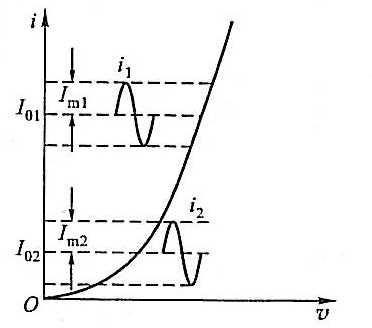 i
i₁
Iₘ₁
I₀₁
i₂
Iₘ₂
I₀₂
O
v